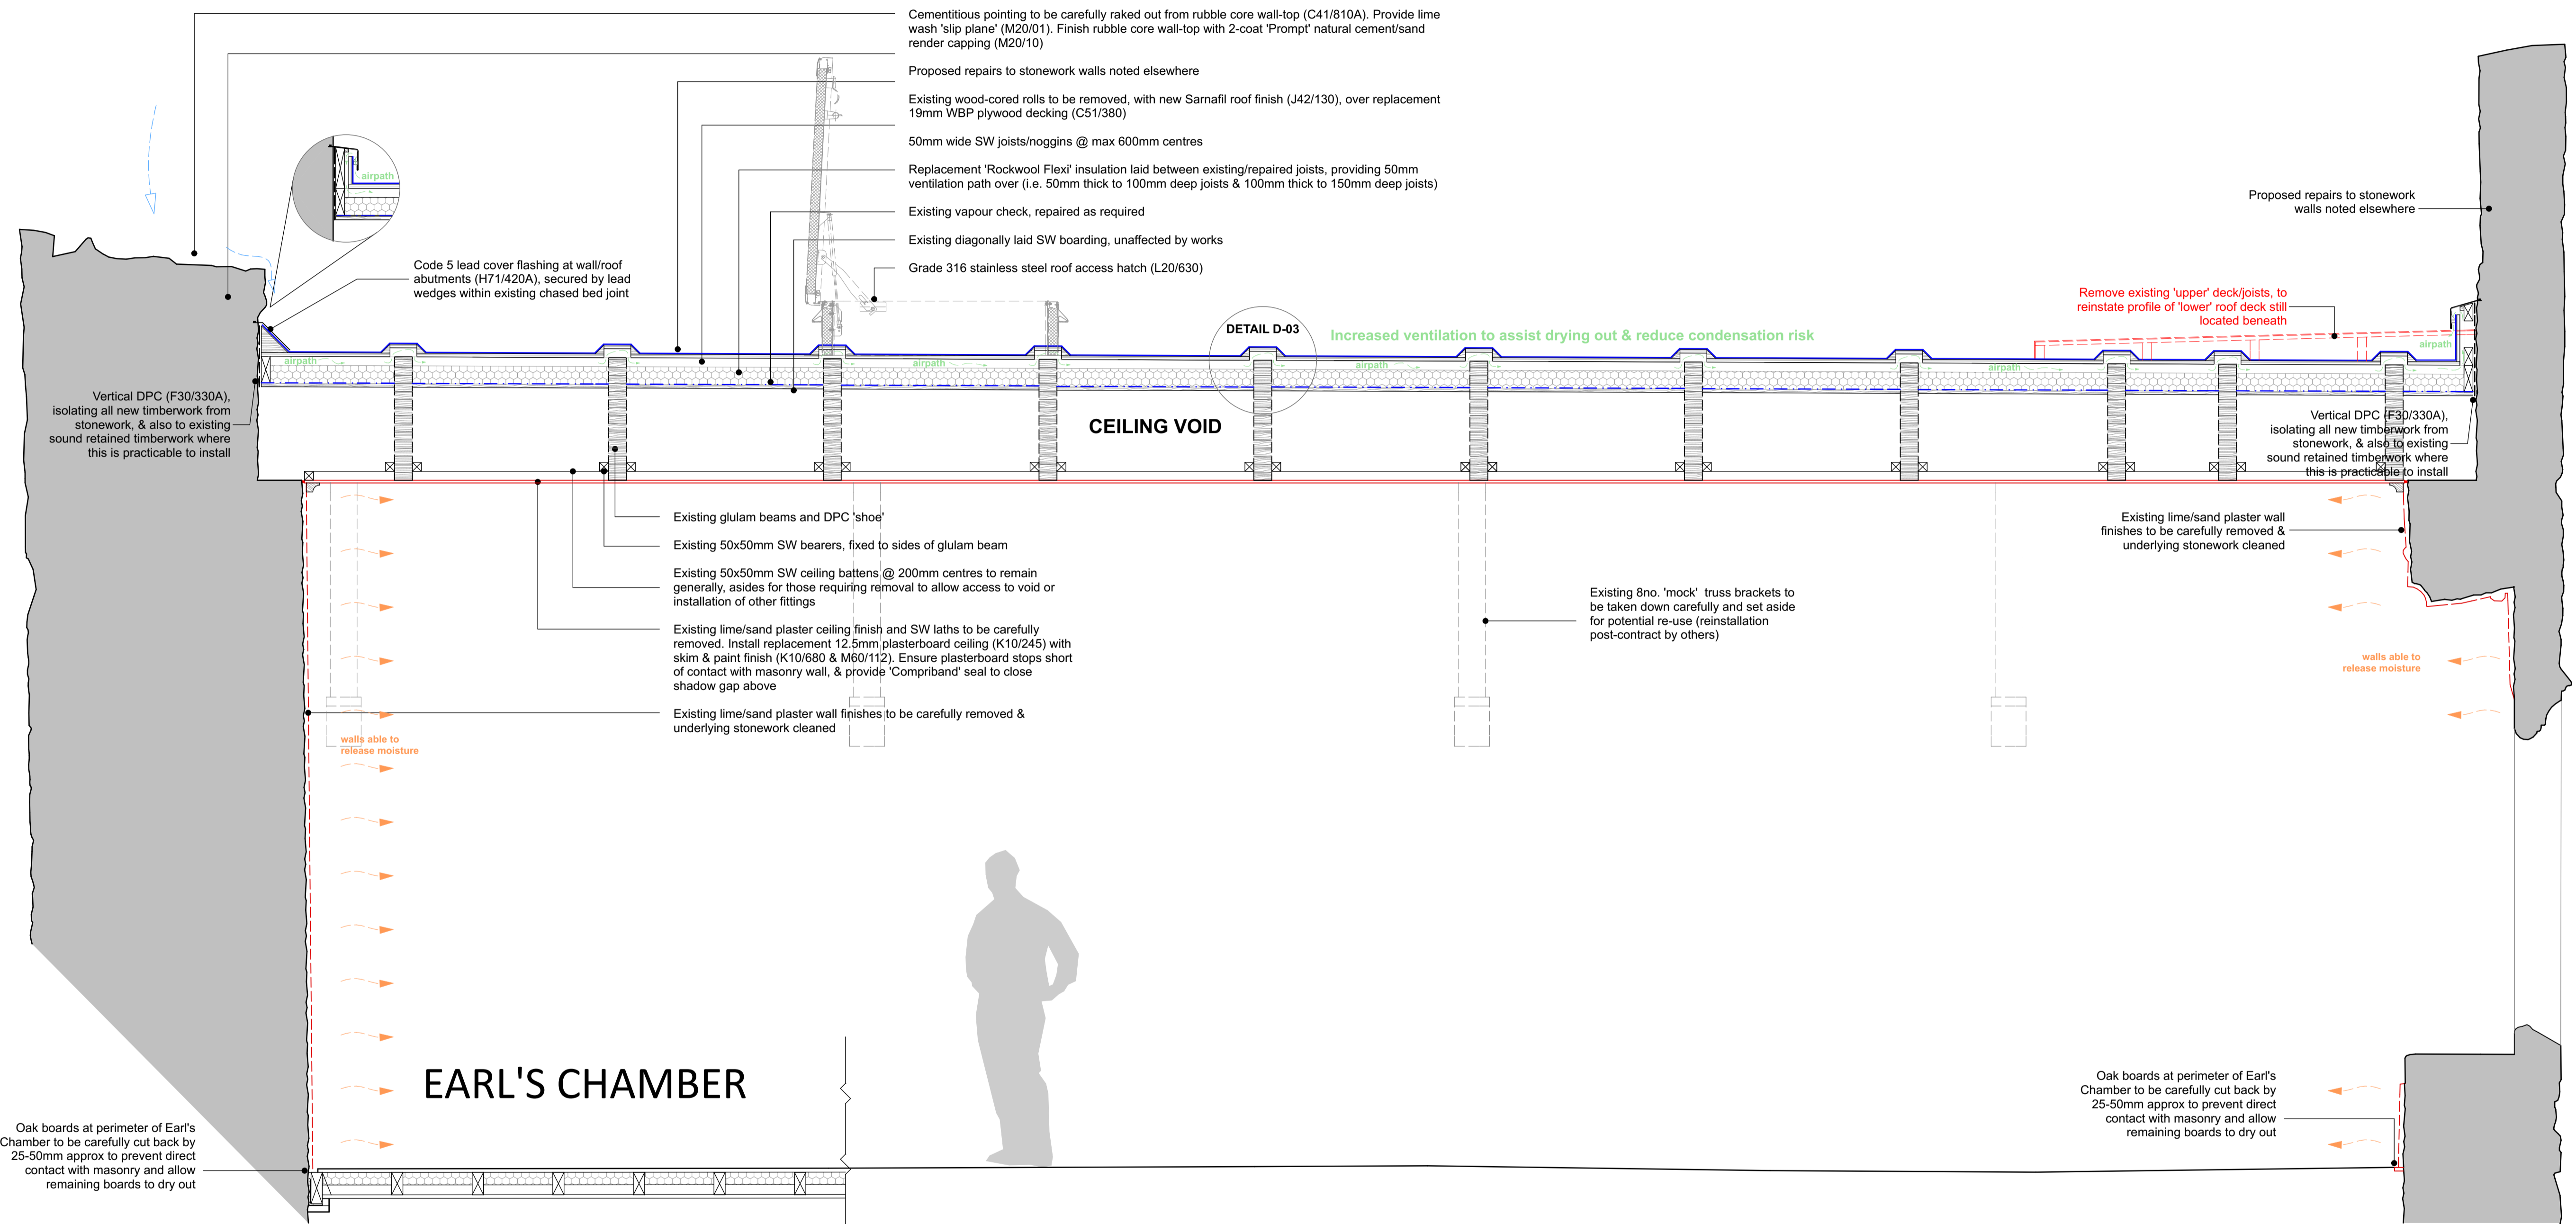 Cementitious pointing to be carefully raked out from rubble core wall-top (C41/810A). Provide lime
wash 'slip plane' (M20/01). Finish rubble core wall-top with 2-coat 'Prompt' natural cement/sand
render capping (M20/10)
Proposed repairs to stonework walls noted elsewhere
Existing wood-cored rolls to be removed, with new Sarnafil roof finish (J42/130), over replacement
19mm WBP plywood decking (C51/380)
50mm wide SW joists/noggins @ max 600mm centres
Replacement 'Rockwool Flexi' insulation laid between existing/repaired joists, providing 50mm
ventilation path over (i.e. 50mm thick to 100mm deep joists & 100mm thick to 150mm deep joists)
Existing vapour check, repaired as required
Existing diagonally laid SW boarding, unaffected by works
Grade 316 stainless steel roof access hatch (L20/630)
airpath
Code 5 lead cover flashing at wall/roof
abutments (H71/420A), secured by lead
wedges within existing chased bed joint
Proposed repairs to stonework
walls noted elsewhere
Remove existing 'upper' deck/joists, to
reinstate profile of 'lower' roof deck still
located beneath
DETAIL D-03
Increased ventilation to assist drying out & reduce condensation risk
airpath
airpath
airpath
airpath
airpath
Vertical DPC (F30/330A),
isolating all new timberwork from
stonework, & also to existing
sound retained timberwork where
this is practicable to install
CEILING VOID
Vertical DPC (F30/330A),
isolating all new timberwork from
stonework, & also to existing
sound retained timberwork where
this is practicable to install
Existing glulam beams and DPC 'shoe'
Existing 50x50mm SW bearers, fixed to sides of glulam beam
Existing 50x50mm SW ceiling battens @ 200mm centres to remain
generally, asides for those requiring removal to allow access to void or
installation of other fittings
Existing lime/sand plaster ceiling finish and SW laths to be carefully
removed. Install replacement 12.5mm plasterboard ceiling (K10/245) with
skim & paint finish (K10/680 & M60/112). Ensure plasterboard stops short
of contact with masonry wall, & provide 'Compriband' seal to close
shadow gap above
Existing lime/sand plaster wall finishes to be carefully removed &
underlying stonework cleaned
Existing 8no. 'mock' truss brackets to
be taken down carefully and set aside
for potential re-use (reinstallation
post-contract by others)
Existing lime/sand plaster wall
finishes to be carefully removed &
underlying stonework cleaned
walls able to
release moisture
walls able to
release moisture
EARL'S CHAMBER
Oak boards at perimeter of Earl's
Chamber to be carefully cut back by
25-50mm approx to prevent direct
contact with masonry and allow
remaining boards to dry out
Oak boards at perimeter of Earl's
Chamber to be carefully cut back by
25-50mm approx to prevent direct
contact with masonry and allow
remaining boards to dry out